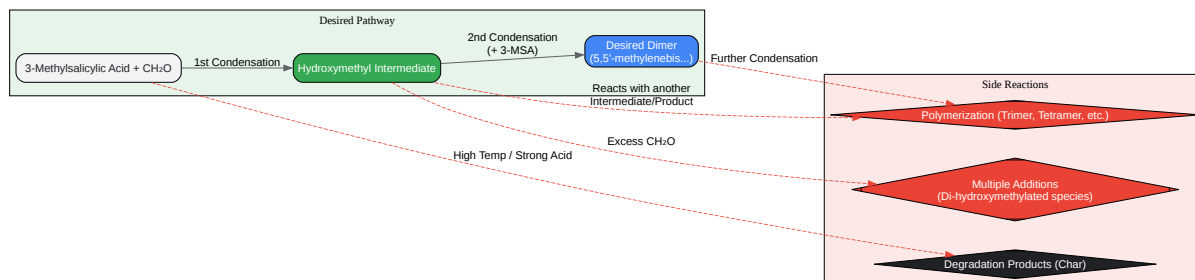 Desired Pathway
3-Methylsalicylic Acid + CH₂O
1st Condensation
Hydroxymethyl Intermediate
2nd Condensation
(+ 3-MSA)
Desired Dimer
(5,5'-methylenebis...)
Further Condensation
Reacts with another
Intermediate/Product
Excess CH₂O
High Temp / Strong Acid
Side Reactions
Polymerization (Trimer, Tetramer, etc.)
Multiple Additions
(Di-hydroxymethylated species)
Degradation Products (Char)